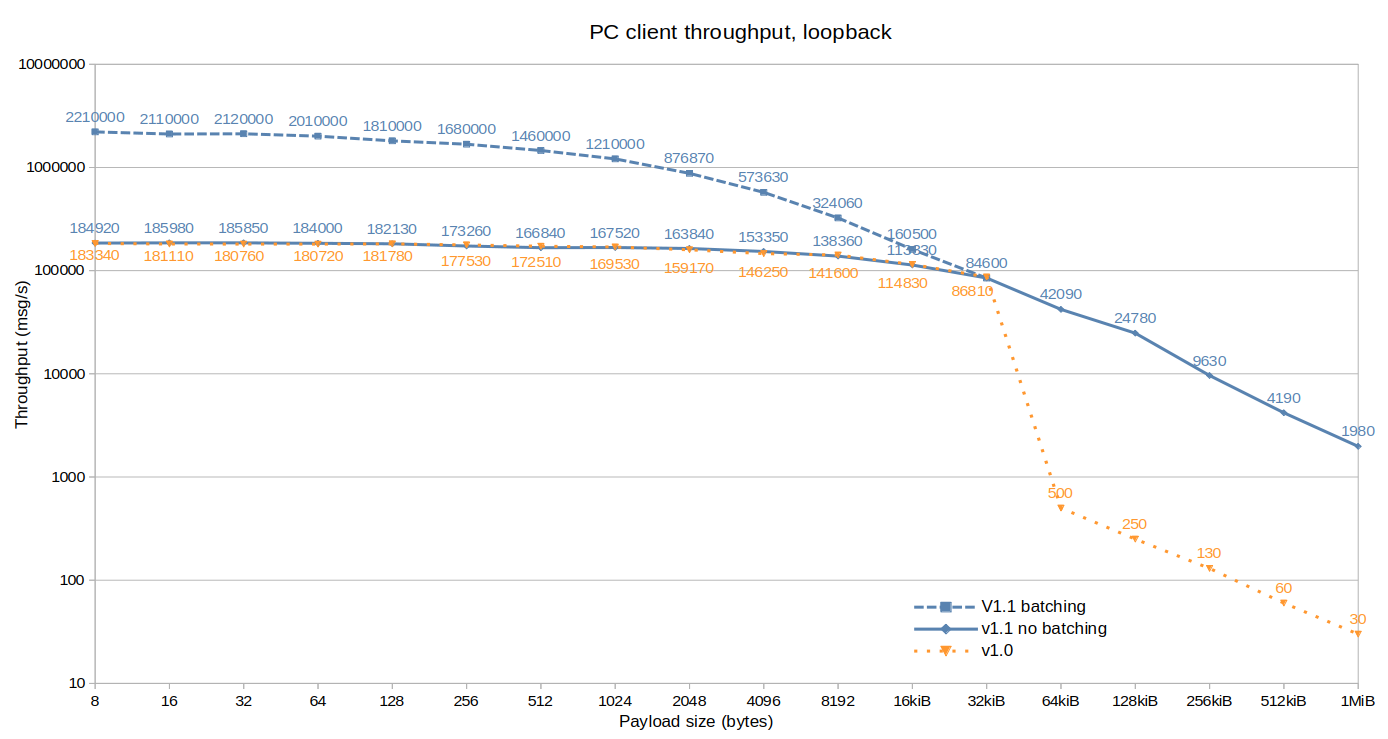 PC client throughput, loopback
10000000
1000000
100000
10000
1000
100
10
Throughput (msg/s)
2210000 2110000 2120000 2010000 1810000 1680000 1460000 1210000 876870 573630 324060 160500
184920 185980 185850 184000 182130 173260 166840 167520 163840 153350 138360 113830 84600 42090 24780 9630 4190 1980
183340 181110 180760 180720 181780 177530 172510 169530 159170 146250 141600 114830 86810 500 250 130 60 30
V1.1 batching
v1.1 no batching
v1.0
8 16 32 64 128 256 512 1024 2048 4096 8192 16kiB 32kiB 64kiB 128kiB 256kiB 512kiB 1MiB
Payload size (bytes)